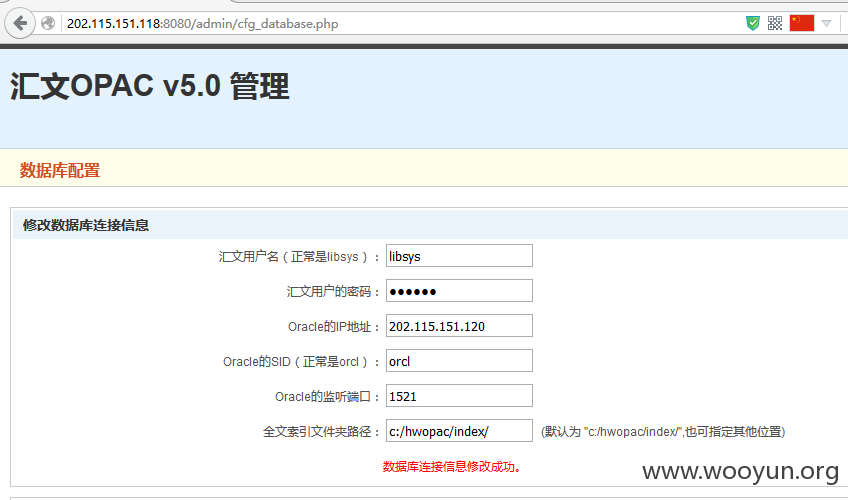 202.115.151.118:8080/admin/cfg_database.php
汇文OPAC v5.0 管理
数据库配置
修改数据库连接信息
汇文用户名（正常是libsys）： libsys
汇文用户的密码： ●●●●●●
Oracle的IP地址： 202.115.151.120
Oracle的SID（正常是orcl）： orcl
Oracle的监听端口： 1521
全文索引文件夹路径： c:/hwopac/index/ (默认为 "c:/hwopac/index/",也可指定其他位置)
数据库连接信息修改成功。
www.wooyun.org